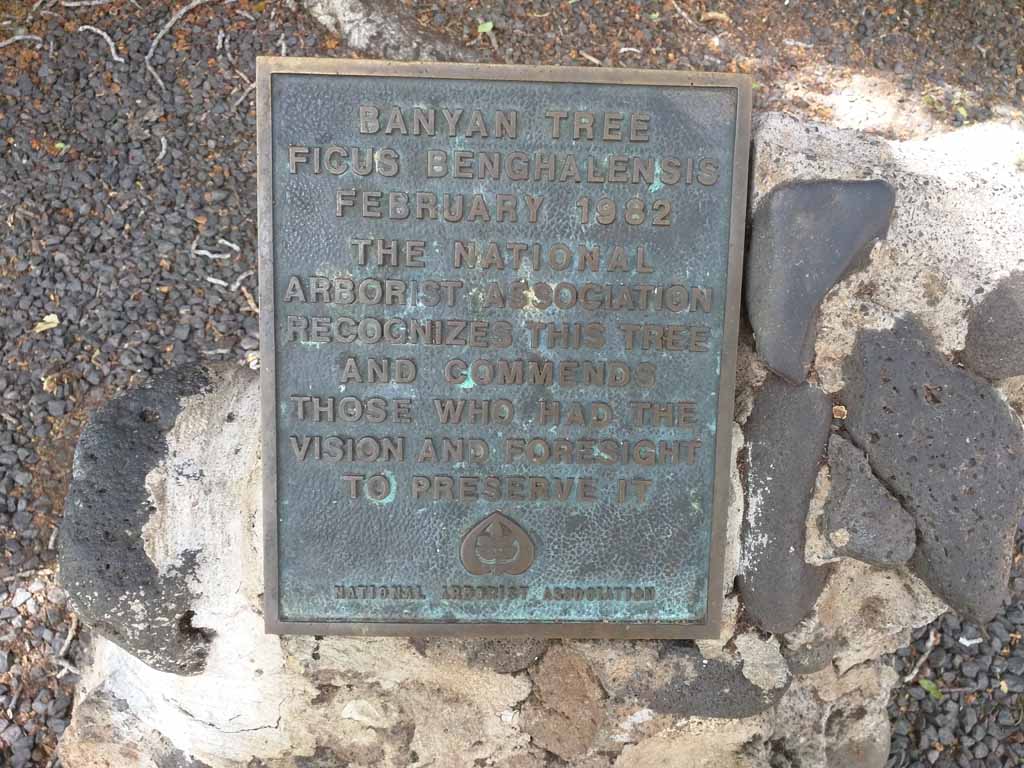 BANYAN TREE
FICUS BENGHALENSIS
FEBRUARY 1982
THE NATIONAL
ARBORIST ASSOCIATION
RECOGNIZES THIS TREE
AND COMMENDS
THOSE WHO HAD THE
VISION AND FORESIGHT
TO PRESERVE IT
NATIONAL ARBORIST ASSOCIATION